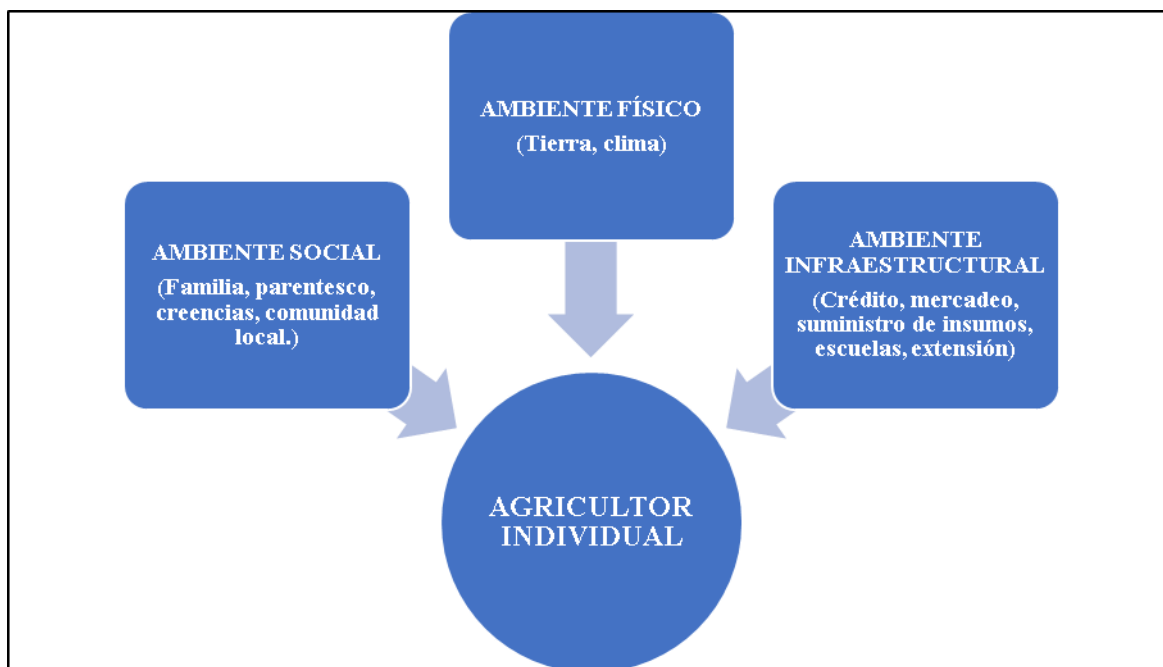 AMBIENTE FÍSICO
(Tierra, clima)
AMBIENTE SOCIAL
(Familia, parentesco,
creencias, comunidad
local.)
AMBIENTE
INFRAESTRUCTURAL
(Crédito, mercadeo,
suministro de insumos,
escuelas, extensión)
AGRICULTOR
INDIVIDUAL